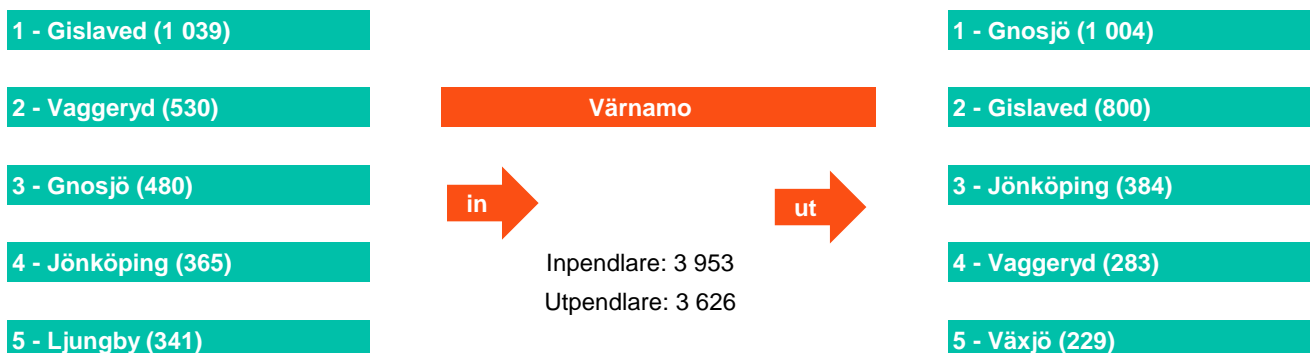 1 - Gislaved (1 039)
2 - Vaggeryd (530)
3 - Gnosjö (480)
4 - Jönköping (365)
5 - Ljungby (341)
Värnamo
in
ut
Inpendlare: 3 953
Utpendlare: 3 626
1 - Gnosjö (1 004)
2 - Gislaved (800)
3 - Jönköping (384)
4 - Vaggeryd (283)
5 - Växjö (229)